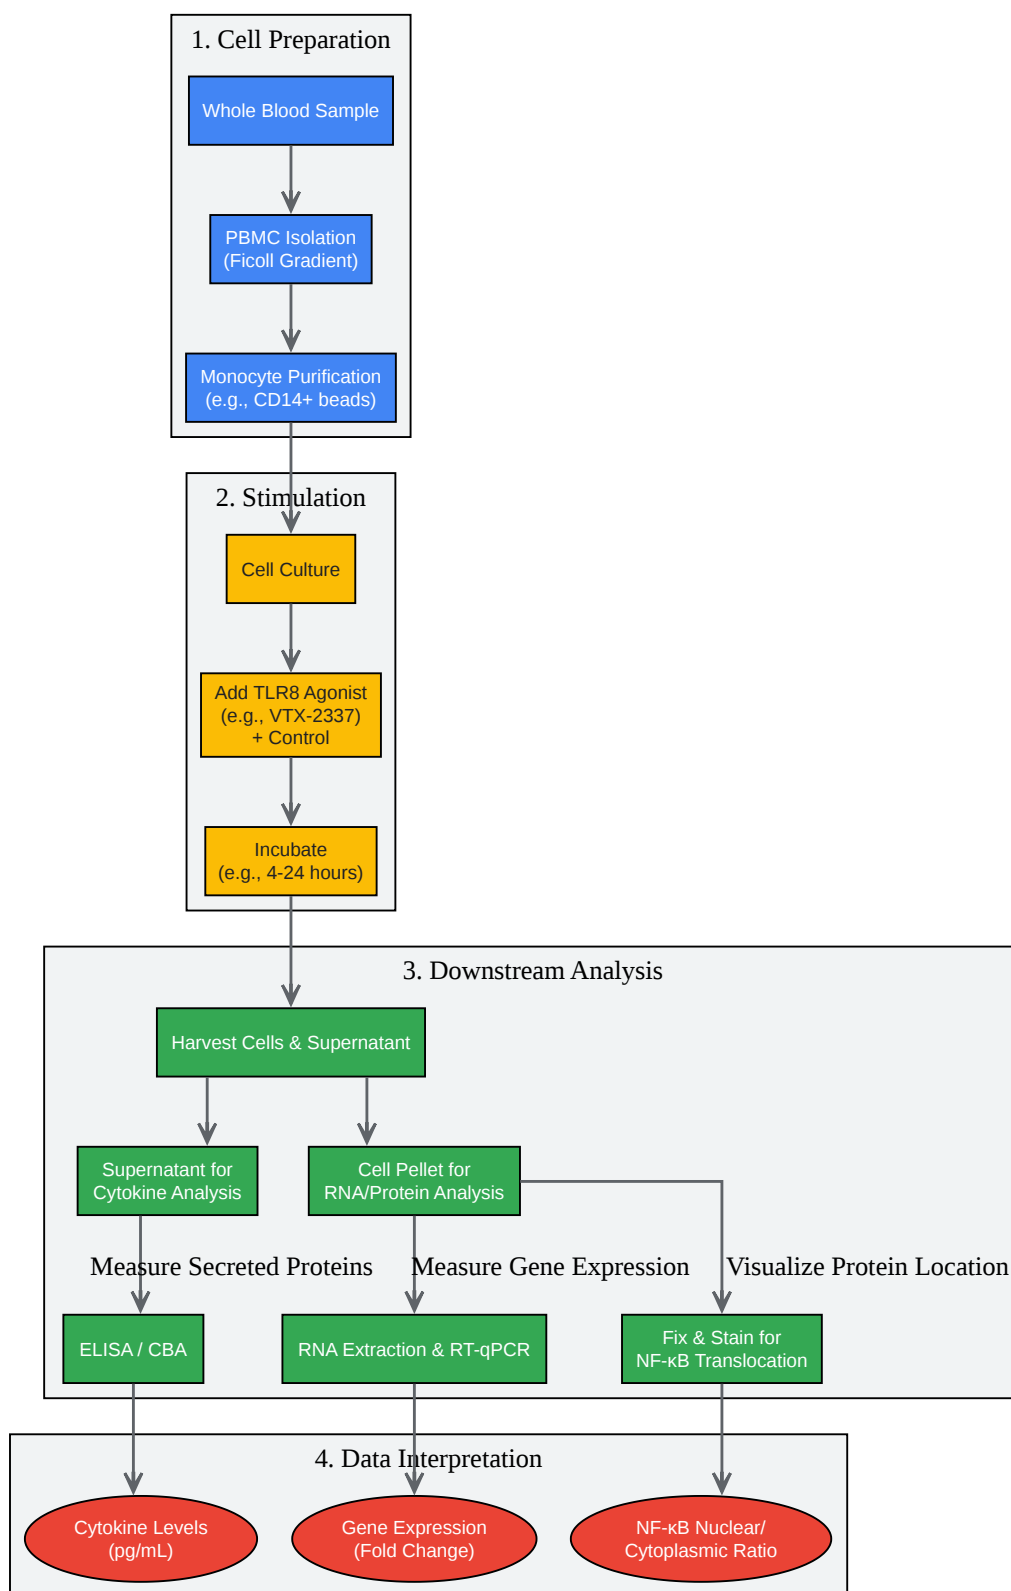 1. Cell Preparation
Whole Blood Sample
PBMC Isolation
(Ficoll Gradient)
Monocyte Purification
(e.g., CD14+ beads)
2. Stimulation
Cell Culture
Add TLR8 Agonist
(e.g., VTX-2337)
+ Control
Incubate
(e.g., 4-24 hours)
3. Downstream Analysis
Harvest Cells & Supernatant
Supernatant for
Cytokine Analysis
Cell Pellet for
RNA/Protein Analysis
Measure Secreted Proteins
Measure Gene Expression
Visualize Protein Location
ELISA / CBA
RNA Extraction & RT-qPCR
Fix & Stain for
NF-κB Translocation
4. Data Interpretation
Cytokine Levels
(pg/mL)
Gene Expression
(Fold Change)
NF-κB Nuclear/
Cytoplasmic Ratio